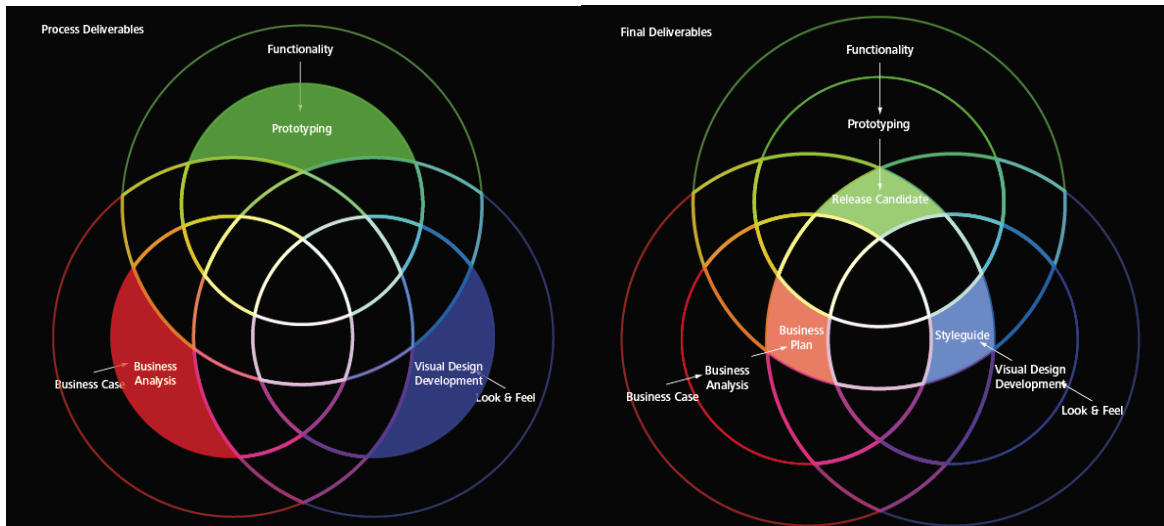 Process Deliverables
Functionality
Prototyping
Business
Analysis
Business Case
Visual Design
Development
Look & Feel
Final Deliverables
Functionality
Prototyping
Release Candidate
Business
Plan
Business
Analysis
Business Case
Styleguide
Visual Design
Development
Look & Feel